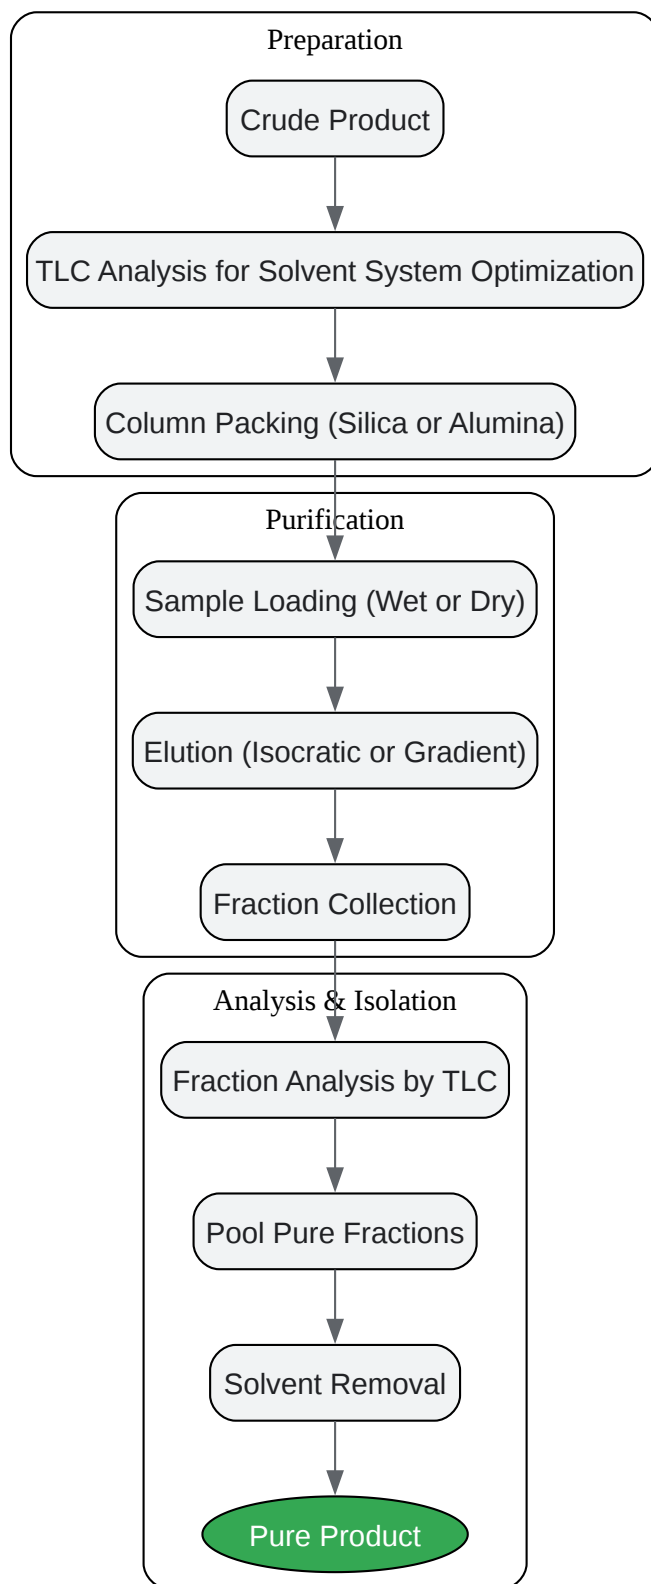 Preparation
Crude Product
TLC Analysis for Solvent System Optimization
Column Packing (Silica or Alumina)
Purification
Sample Loading (Wet or Dry)
Elution (Isocratic or Gradient)
Fraction Collection
Analysis & Isolation
Fraction Analysis by TLC
Pool Pure Fractions
Solvent Removal
Pure Product